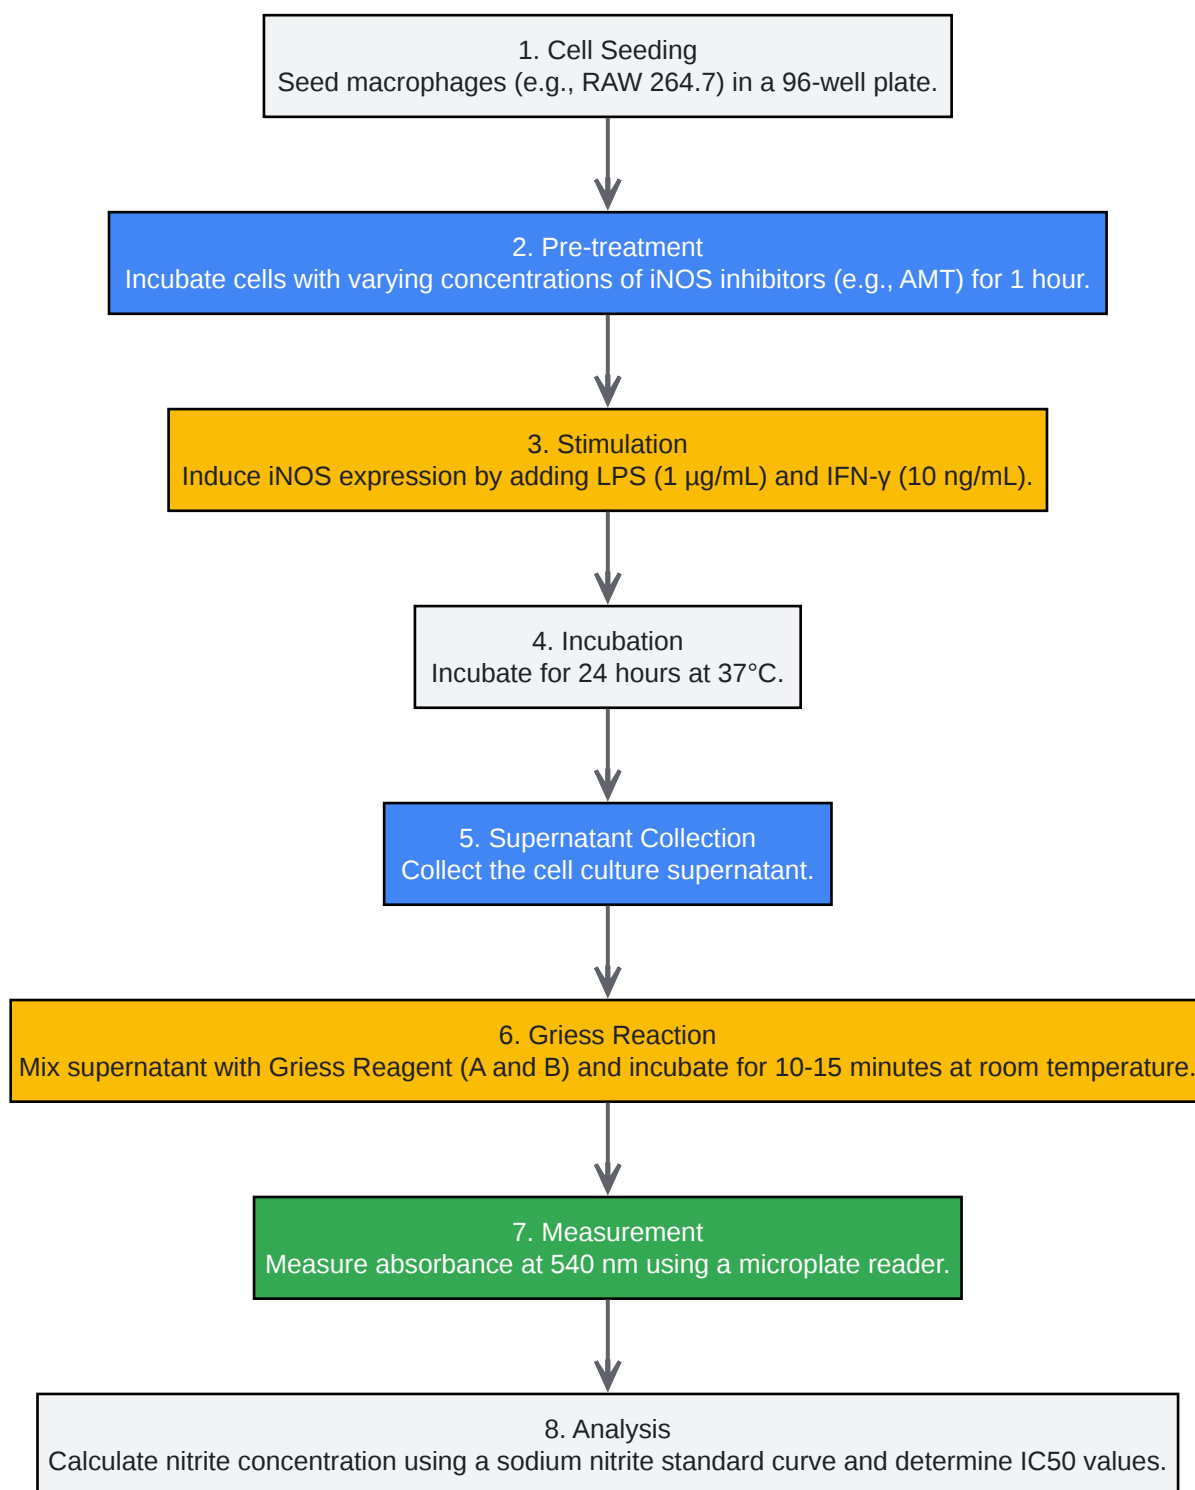 1. Cell Seeding
Seed macrophages (e.g., RAW 264.7) in a 96-well plate.
2. Pre-treatment
Incubate cells with varying concentrations of iNOS inhibitors (e.g., AMT) for 1 hour.
3. Stimulation
Induce iNOS expression by adding LPS (1 µg/mL) and IFN-γ (10 ng/mL).
4. Incubation
Incubate for 24 hours at 37°C.
5. Supernatant Collection
Collect the cell culture supernatant.
6. Griess Reaction
Mix supernatant with Griess Reagent (A and B) and incubate for 10-15 minutes at room temperature.
7. Measurement
Measure absorbance at 540 nm using a microplate reader.
8. Analysis
Calculate nitrite concentration using a sodium nitrite standard curve and determine IC50 values.